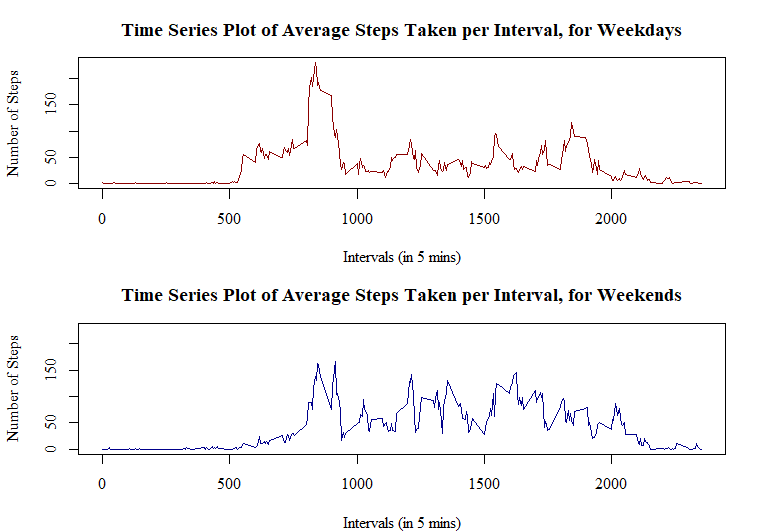 Time Series Plot of Average Steps Taken per Interval, for Weekdays
Number of Steps
150
50
0
0 500 1000 1500 2000
Intervals (in 5 mins)
Time Series Plot of Average Steps Taken per Interval, for Weekends
Number of Steps
150
50
0
0 500 1000 1500 2000
Intervals (in 5 mins)